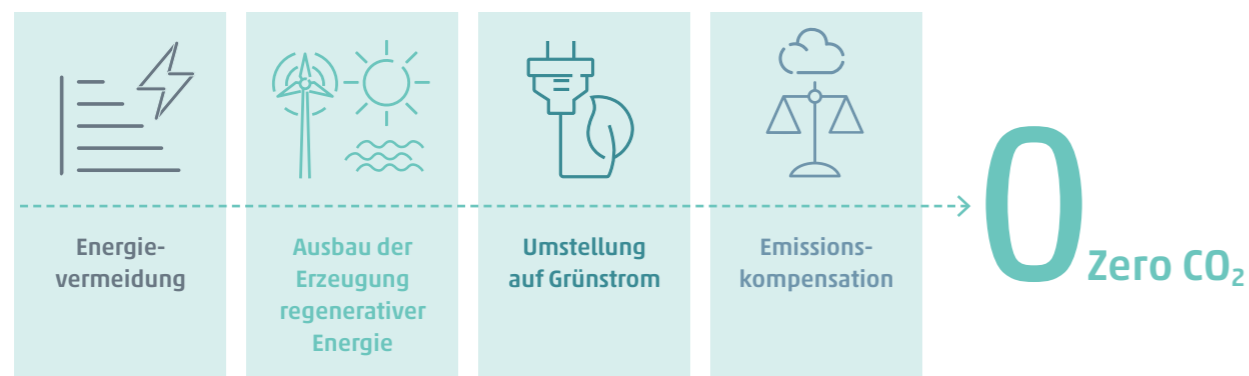 Energie-
vermeidung
Ausbau der
Erzeugung
regenerativer
Energie
Umstellung
auf Grünstrom
Emissions-
kompensation
0 Zero CO₂